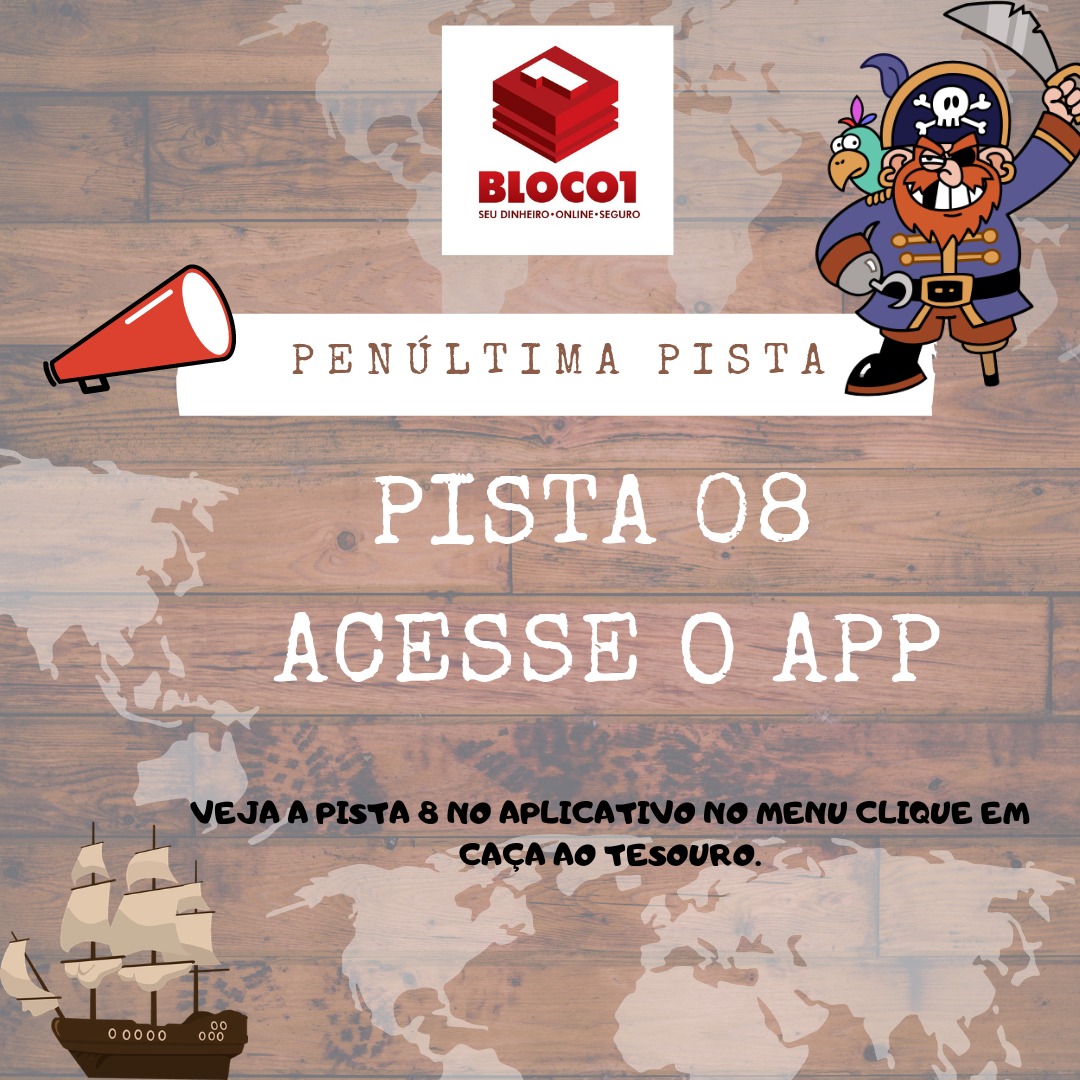 BLOCO1
SEU DINHEIRO•ONLINE•SEGURO
PENÚLTIMA PISTA
PISTA 08
ACESSE O APP
VEJA A PISTA 8 NO APLICATIVO NO MENU CLIQUE EM
CAÇA AO TESOURO.